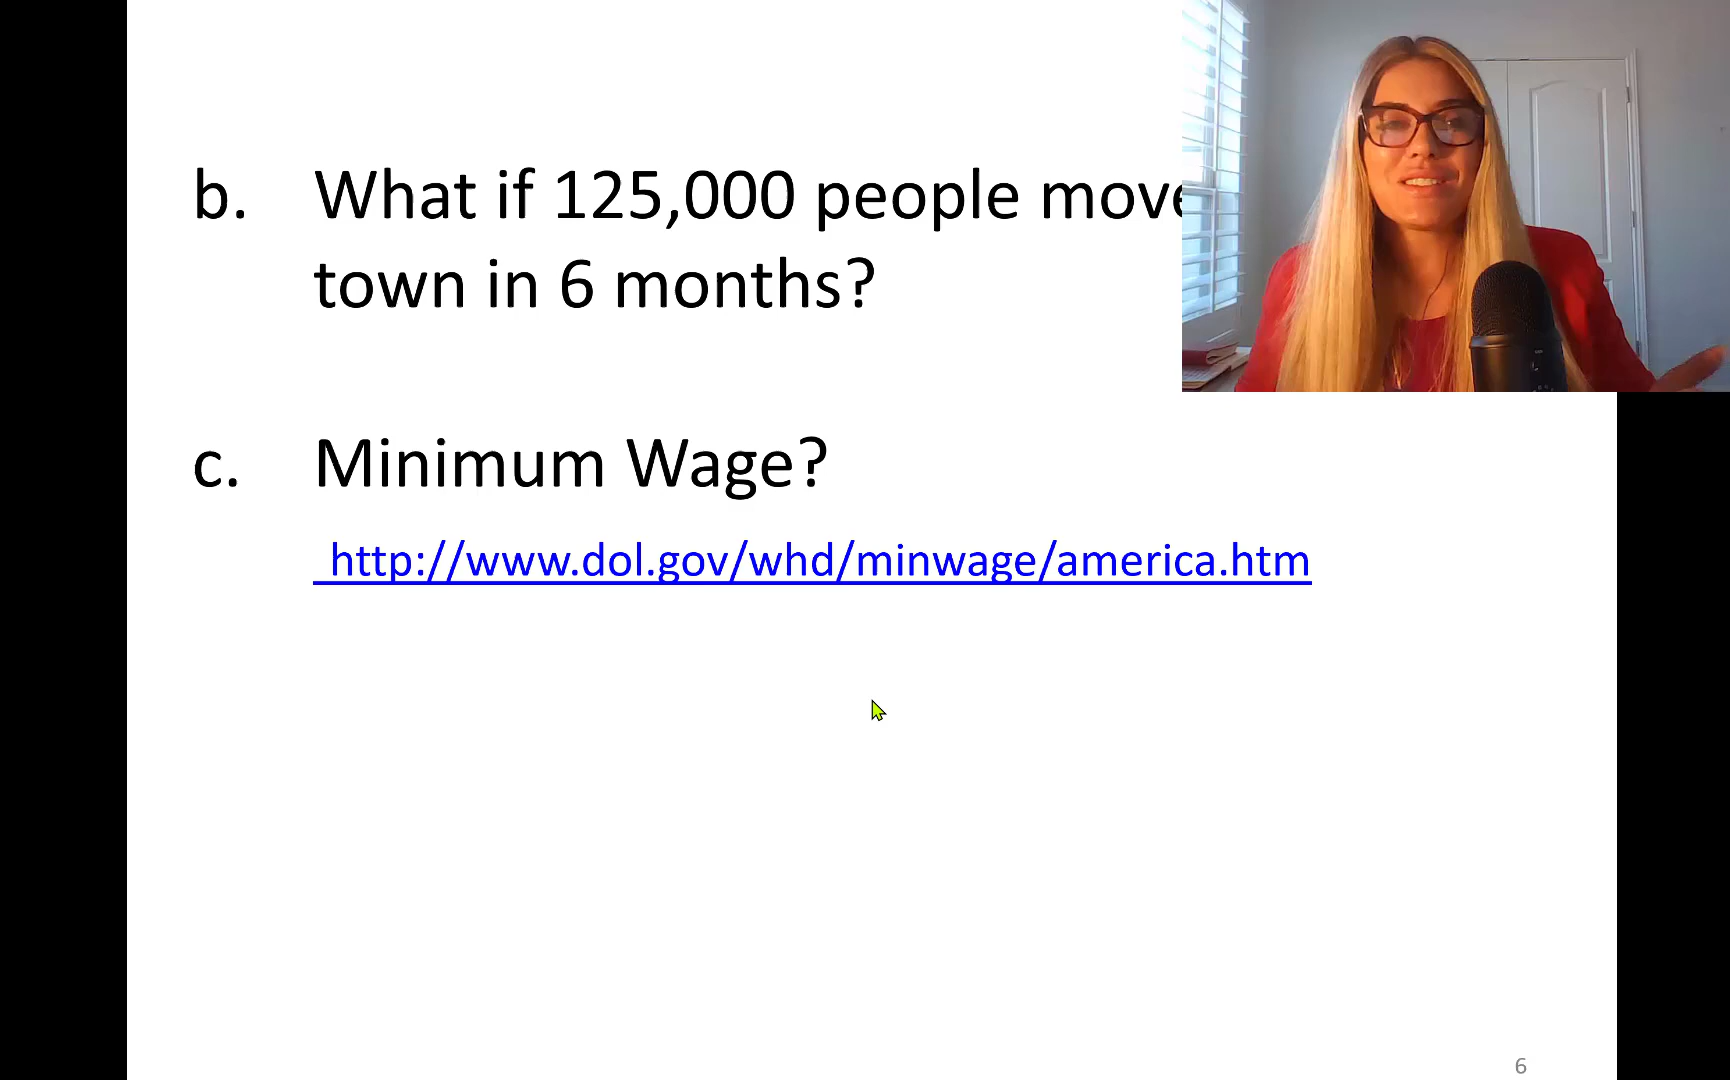 b. What if 125,000 people move
town in 6 months?
c. Minimum Wage?
http://www.dol.gov/whd/minwage/america.htm
6